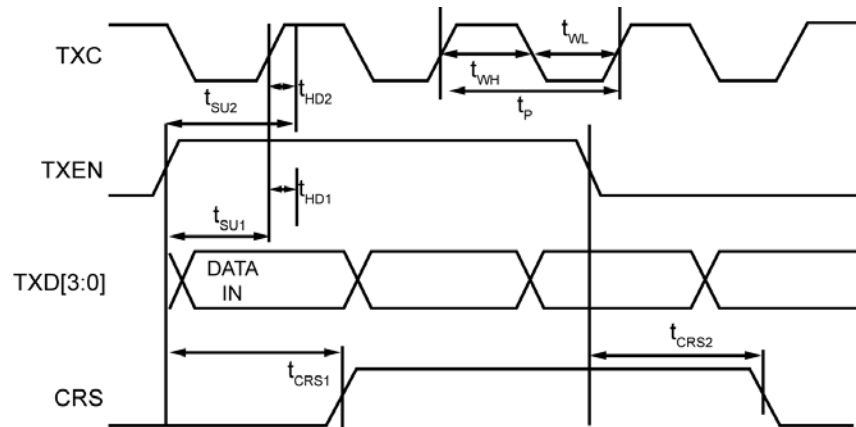 TXC
tWL
tWH
tP
tHD2
tSU2
TXEN
tHD1
tSU1
TXD[3:0]
DATA
IN
tCRS1
tCRS2
CRS